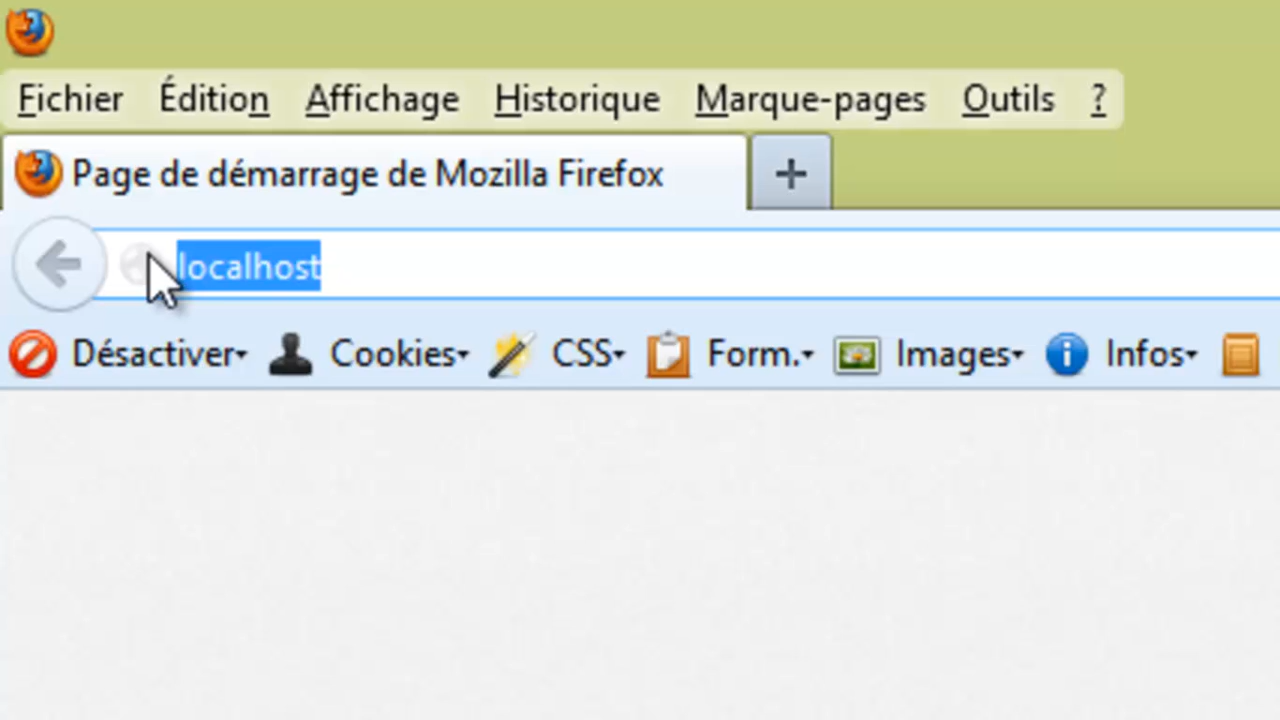 Fichier Édition Affichage Historique Marque-pages Outils ?
Page de démarrage de Mozilla Firefox +
localhost
Désactiver Cookies CSS Form. Images Infos